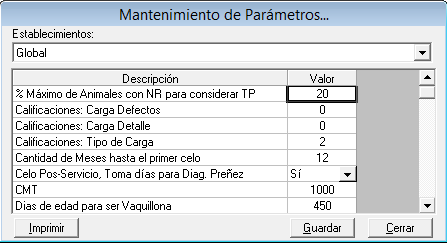 Mantenimiento de Parámetros...
Establecimientos:
Global
Descripción Valor
% Máximo de Animales con NR para considerar TP 20
Calificaciones: Carga Defectos 0
Calificaciones: Carga Detalle 0
Calificaciones: Tipo de Carga 2
Cantidad de Meses hasta el primer celo 12
Celo Pos-Servicio, Toma días para Diag. Preñez Sí
CMT 1000
Dias de edad para ser Vaquillona 450
Imprimir Guardar Cerrar